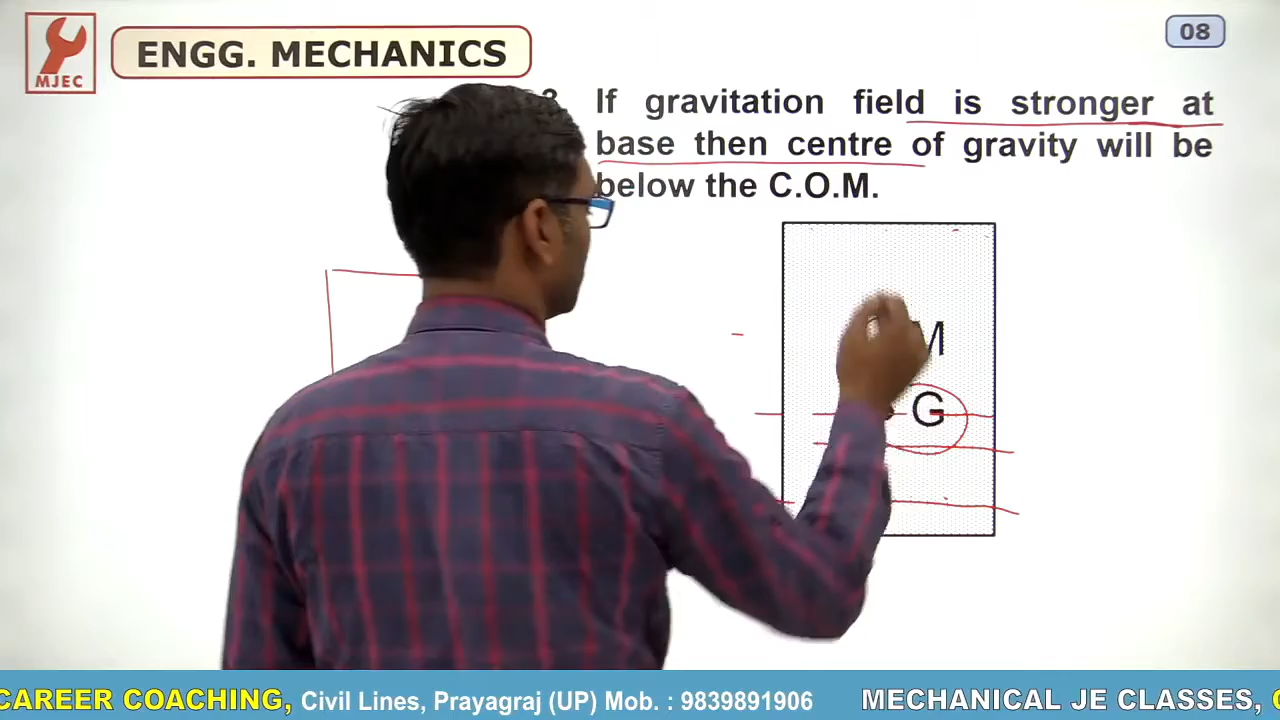 MJEC
ENGG. MECHANICS
08
3. If gravitation field is stronger at
base then centre of gravity will be
below the C.O.M.
M
G
CAREER COACHING, Civil Lines, Prayagraj (UP) Mob. : 9839891906 MECHANICAL JE CLASSES,